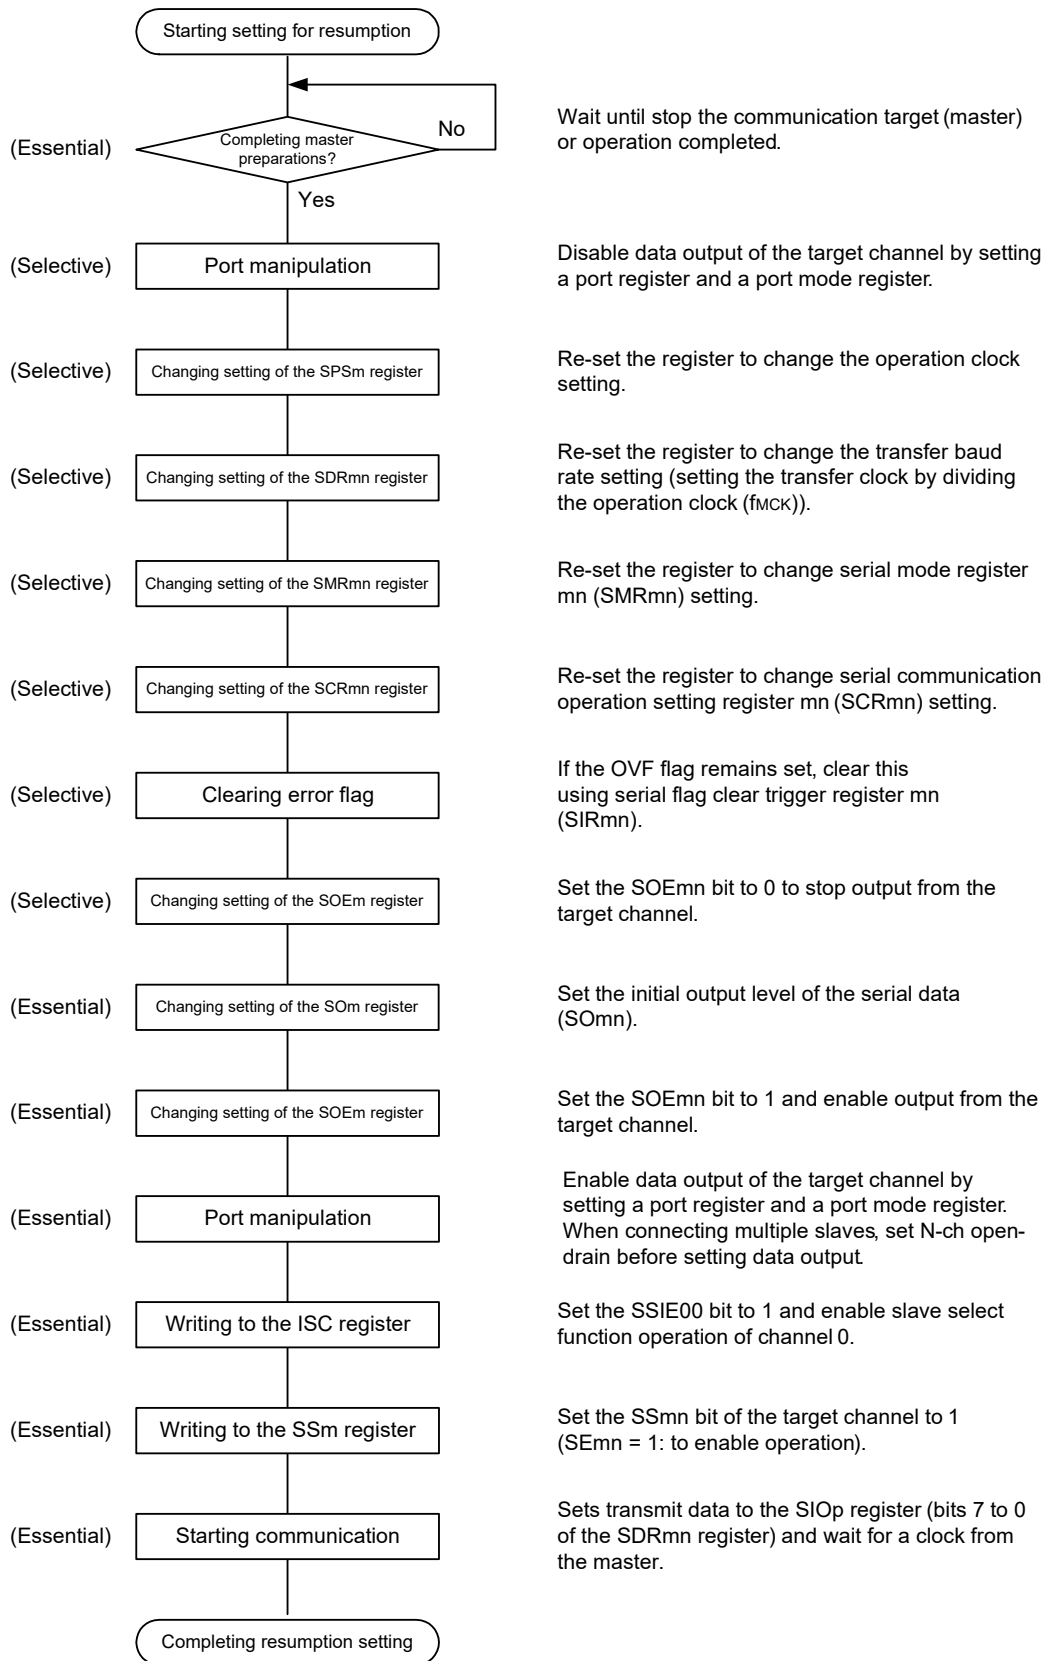 Starting setting for resumption
(Essential)
Completing master
preparations?
No
Wait until stop the communication target (master)
or operation completed.
Yes
(Selective)
Port manipulation
Disable data output of the target channel by setting
a port register and a port mode register.
(Selective)
Changing setting of the SPSm register
Re-set the register to change the operation clock
setting.
(Selective)
Changing setting of the SDRmn register
Re-set the register to change the transfer baud
rate setting (setting the transfer clock by dividing
the operation clock (fMCK)).
(Selective)
Changing setting of the SMRmn register
Re-set the register to change serial mode register
mn (SMRmn) setting.
(Selective)
Changing setting of the SCRmn register
Re-set the register to change serial communication
operation setting register mn (SCRmn) setting.
(Selective)
Clearing error flag
If the OVF flag remains set, clear this
using serial flag clear trigger register mn
(SIRmn).
(Selective)
Changing setting of the SOEm register
Set the SOEmn bit to 0 to stop output from the
target channel.
(Essential)
Changing setting of the SOm register
Set the initial output level of the serial data
(SOmn).
(Essential)
Changing setting of the SOEm register
Set the SOEmn bit to 1 and enable output from the
target channel.
(Essential)
Port manipulation
Enable data output of the target channel by
setting a port register and a port mode register.
When connecting multiple slaves, set N-ch open-
drain before setting data output.
(Essential)
Writing to the ISC register
Set the SSIE00 bit to 1 and enable slave select
function operation of channel 0.
(Essential)
Writing to the SSm register
Set the SSmn bit of the target channel to 1
(SEmn = 1: to enable operation).
(Essential)
Starting communication
Sets transmit data to the SIOp register (bits 7 to 0
of the SDRmn register) and wait for a clock from
the master.
Completing resumption setting